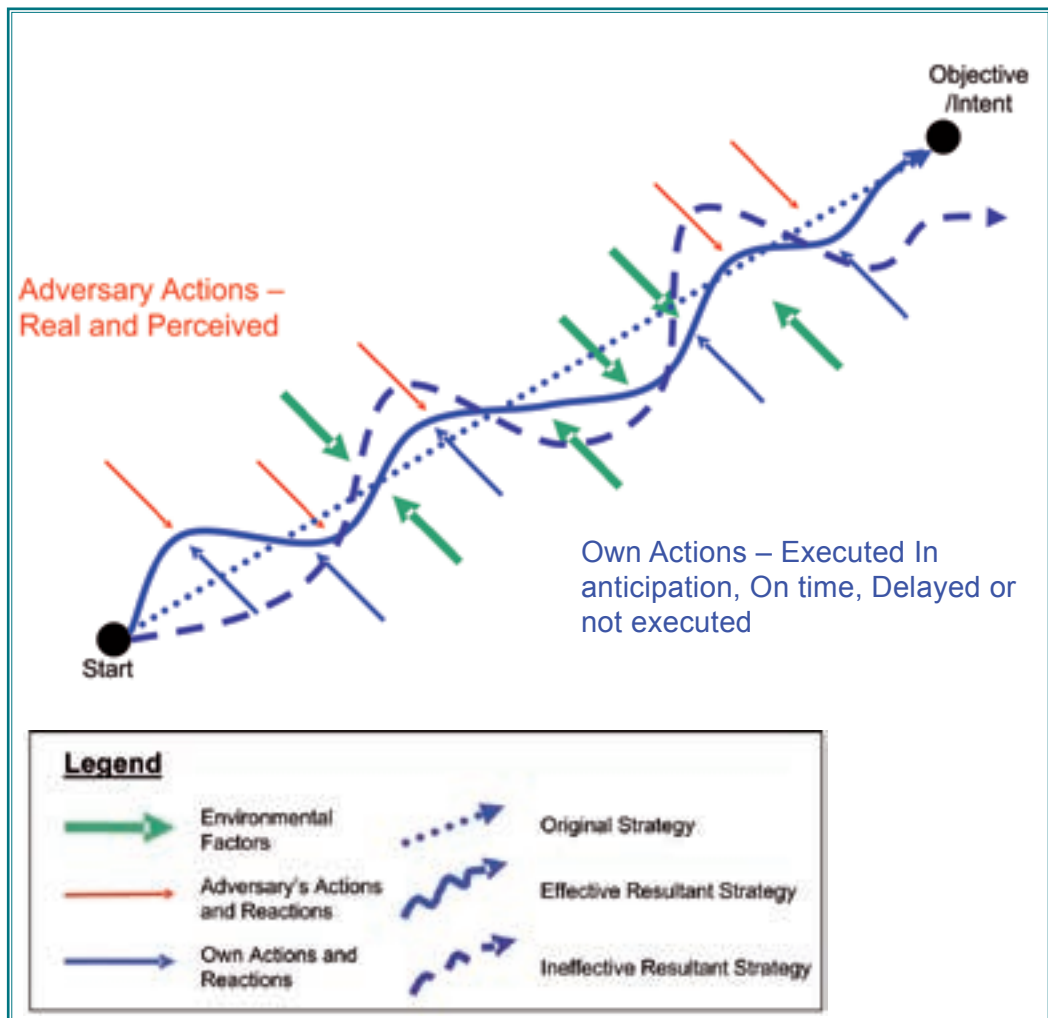 Objective
/Intent
Adversary Actions –
Real and Perceived
Own Actions – Executed In
anticipation, On time, Delayed or
not executed
Start
Legend
Environmental
Factors
Original Strategy
Adversary's Actions
and Reactions
Effective Resultant Strategy
Own Actions and
Reactions
Ineffective Resultant Strategy